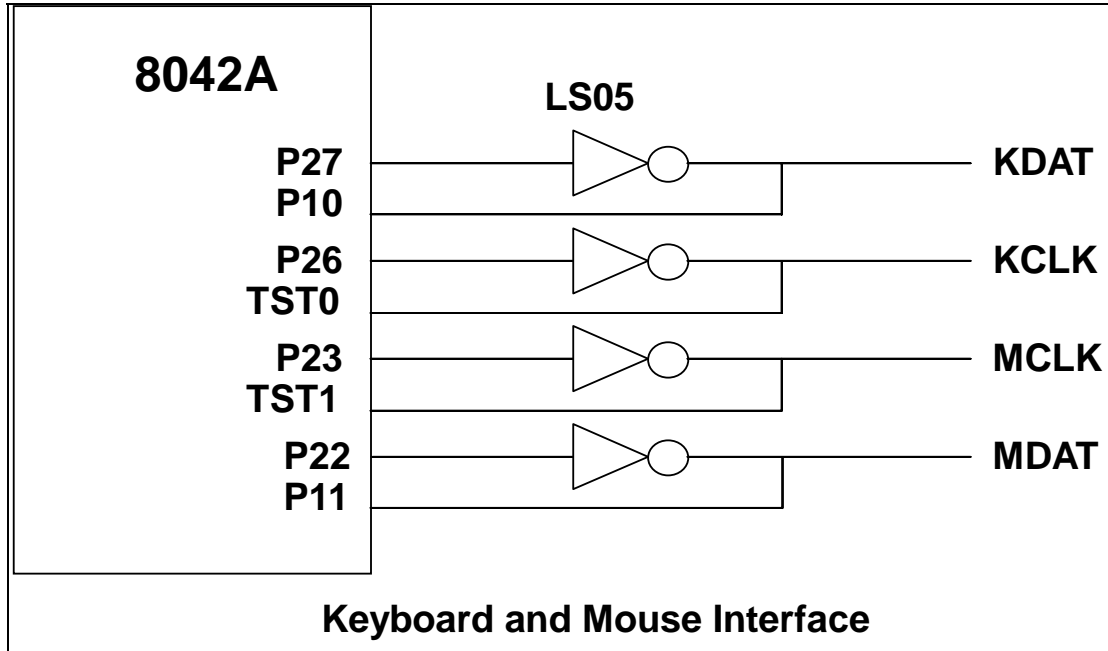 8042A
LS05
P27
KDAT
P10
P26
KCLK
TST0
P23
MCLK
TST1
P22
MDAT
P11
Keyboard and Mouse Interface